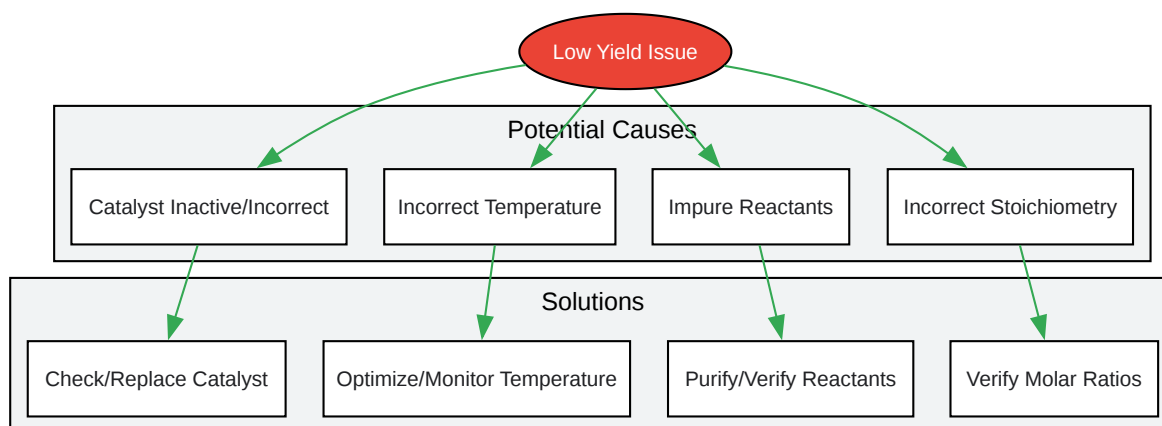 Low Yield Issue
Potential Causes
Catalyst Inactive/Incorrect
Incorrect Temperature
Impure Reactants
Incorrect Stoichiometry
Solutions
Check/Replace Catalyst
Optimize/Monitor Temperature
Purify/Verify Reactants
Verify Molar Ratios